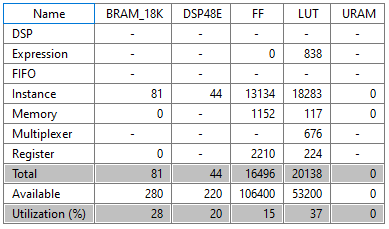 Name BRAM_18K DSP48E FF LUT URAM
DSP - - - - -
Expression - - 0 838 -
FIFO - - - - -
Instance 81 44 13134 18283 0
Memory 0 - 1152 117 0
Multiplexer - - - 676 -
Register 0 - 2210 224 -
Total 81 44 16496 20138 0
Available 280 220 106400 53200 0
Utilization (%) 28 20 15 37 0